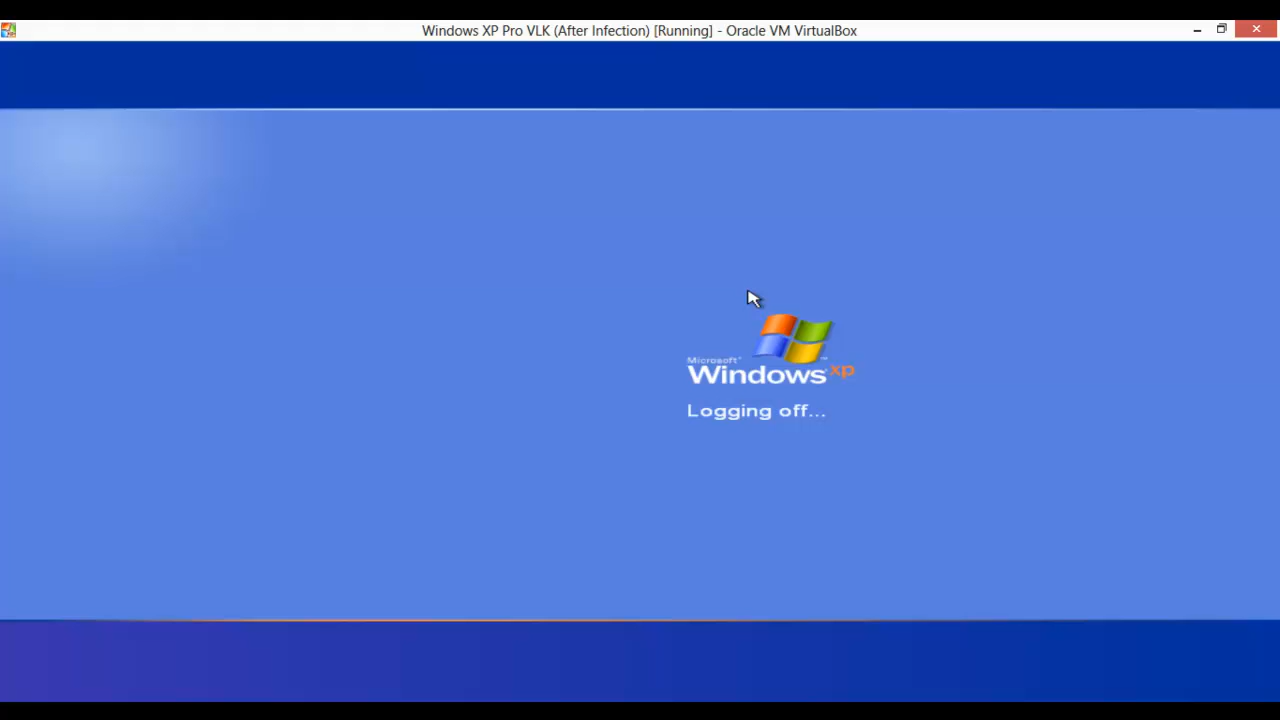 Windows XP Pro VLK (After Infection) [Running] - Oracle VM VirtualBox
Microsoft®
Windows xp
Logging off...